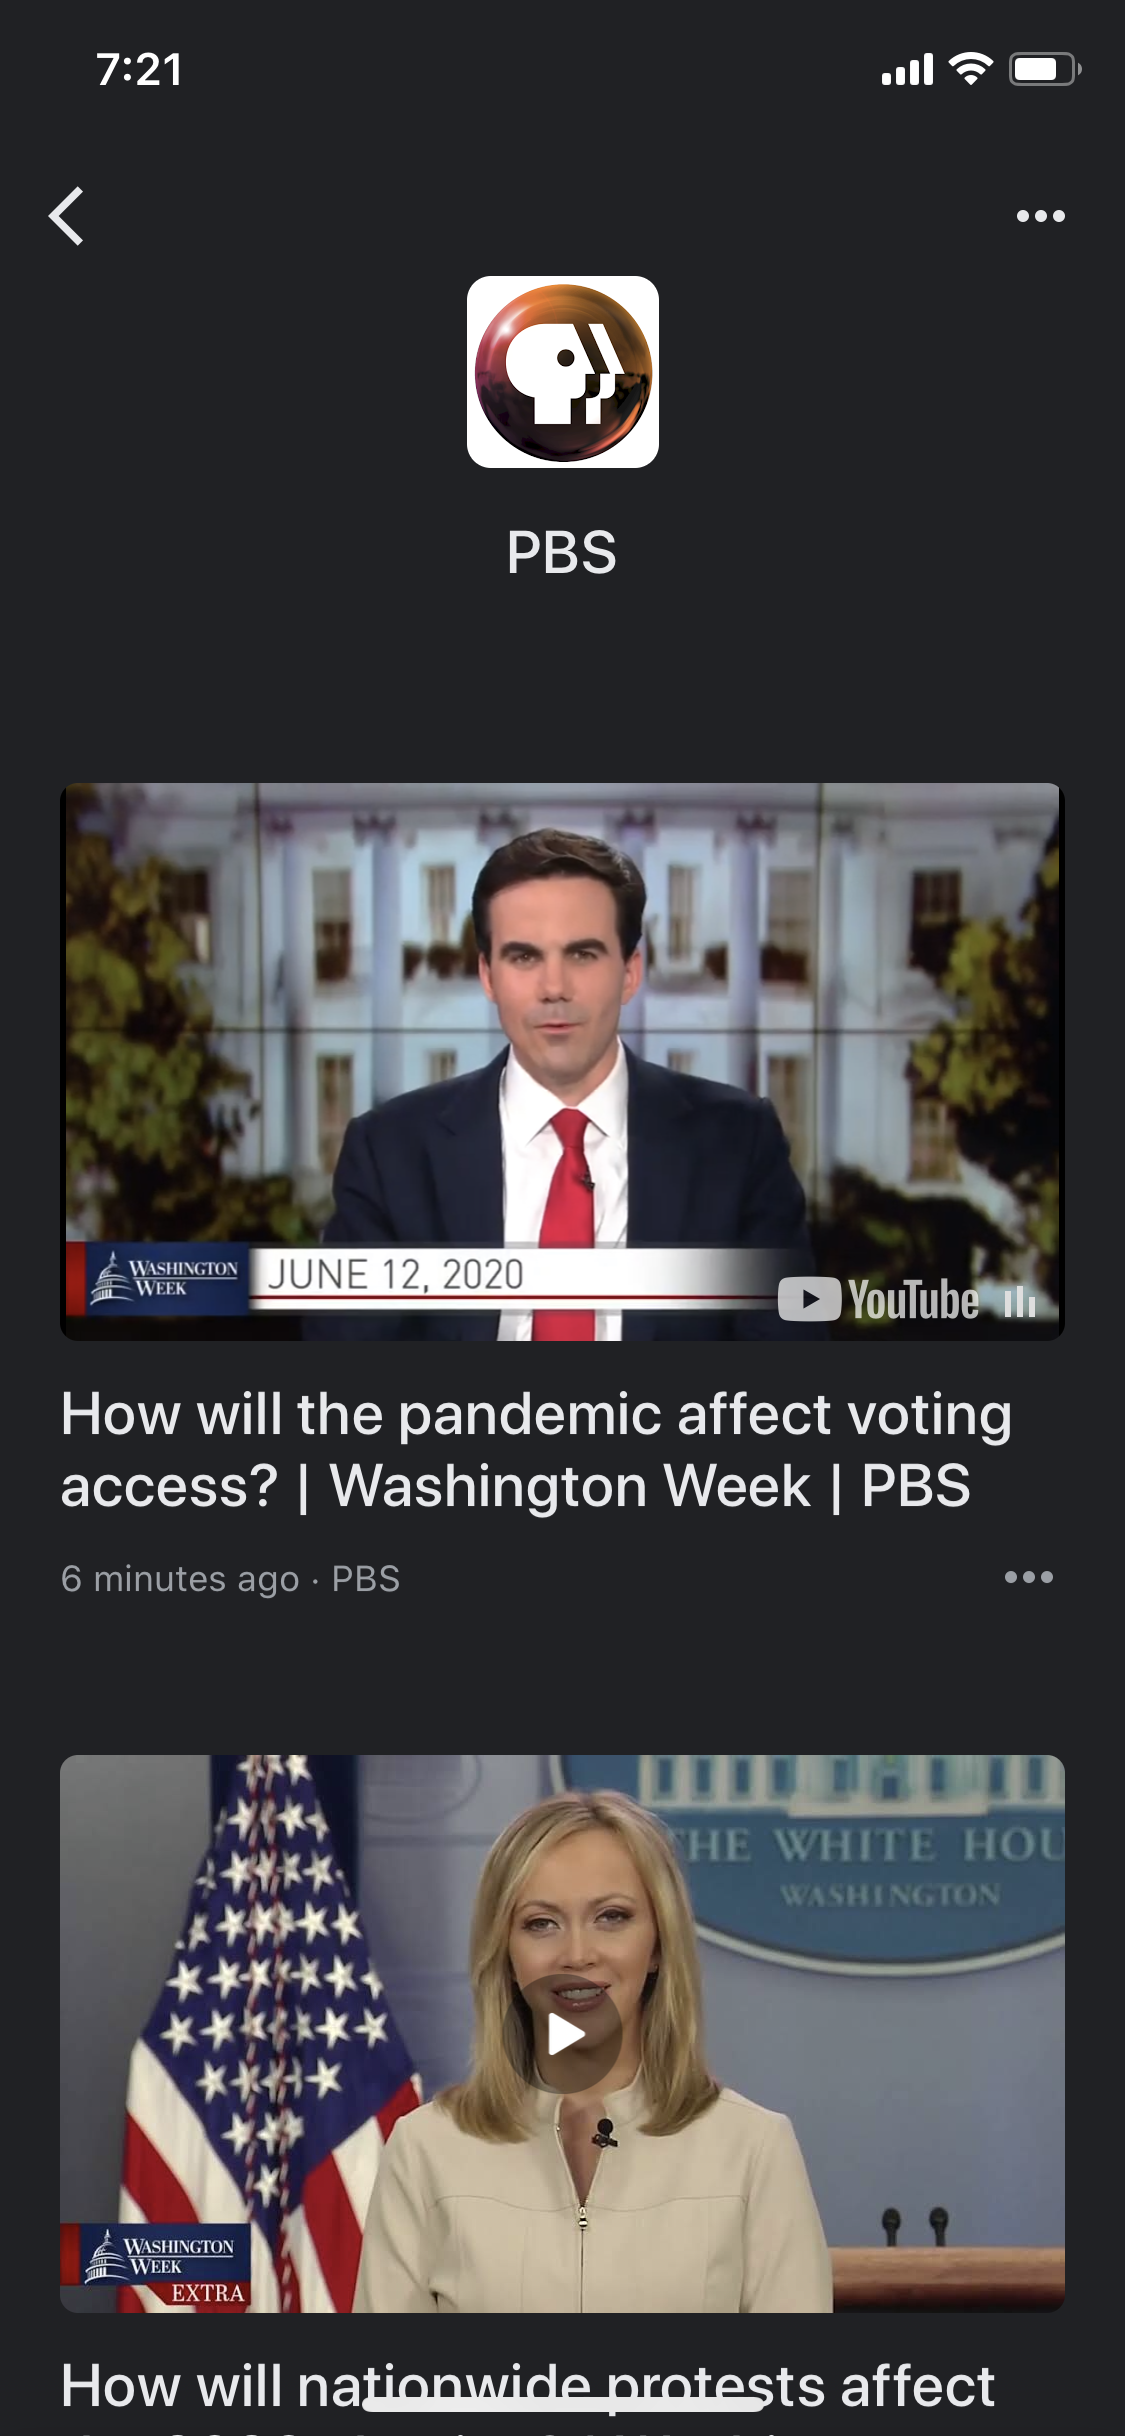 7:21
PBS
WASHINGTON
WEEK
JUNE 12, 2020
YouTube
How will the pandemic affect voting
access? | Washington Week | PBS
6 minutes ago · PBS
THE WHITE HOU
WASHINGTON
WASHINGTON
WEEK
EXTRA
How will nationwide protests affect